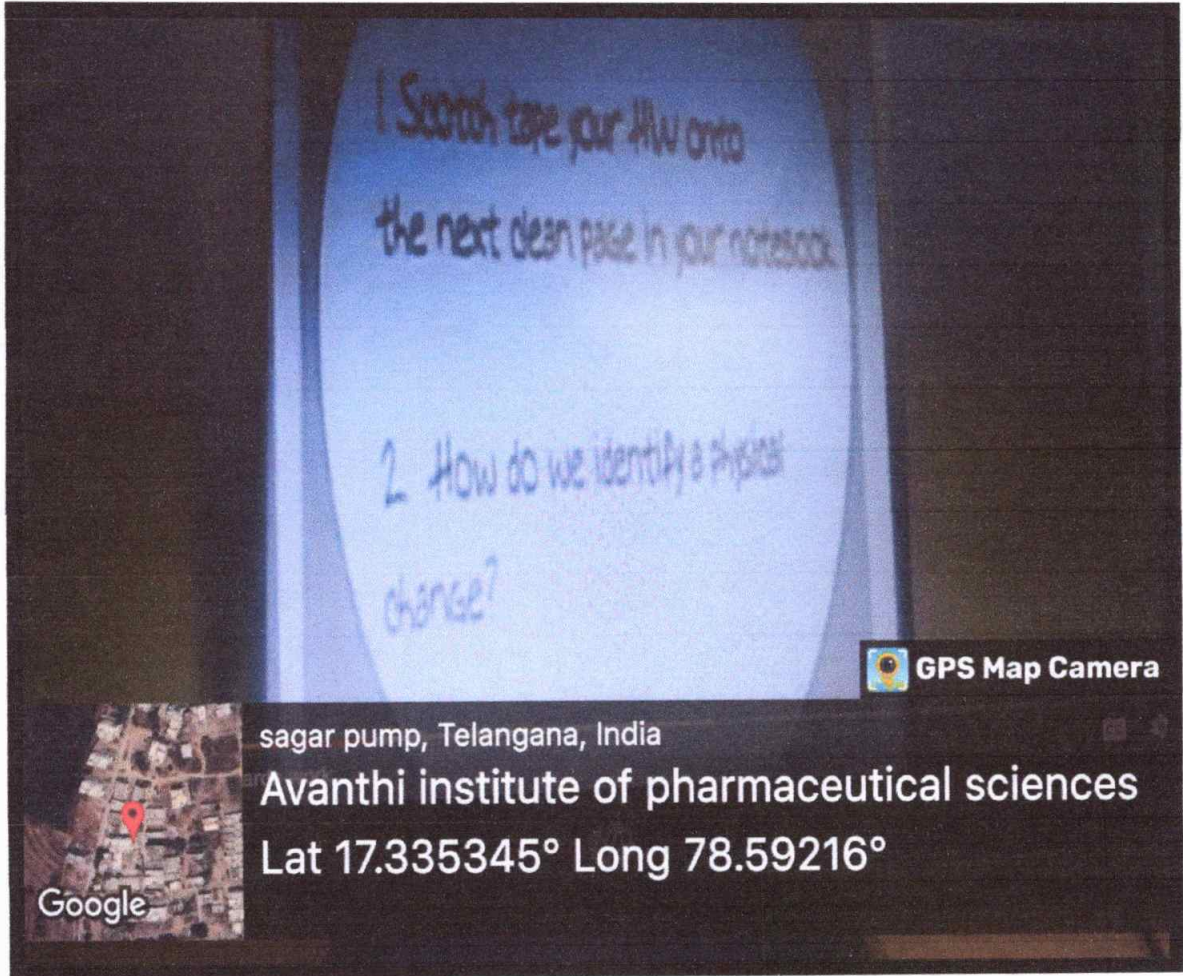 1 Scotch tape your HW onto
the next clean page in your notebook
2 How do we identify a physical
change?
GPS Map Camera
sagar pump, Telangana, India
Avanthi institute of pharmaceutical sciences
Lat 17.335345° Long 78.59216°
Google